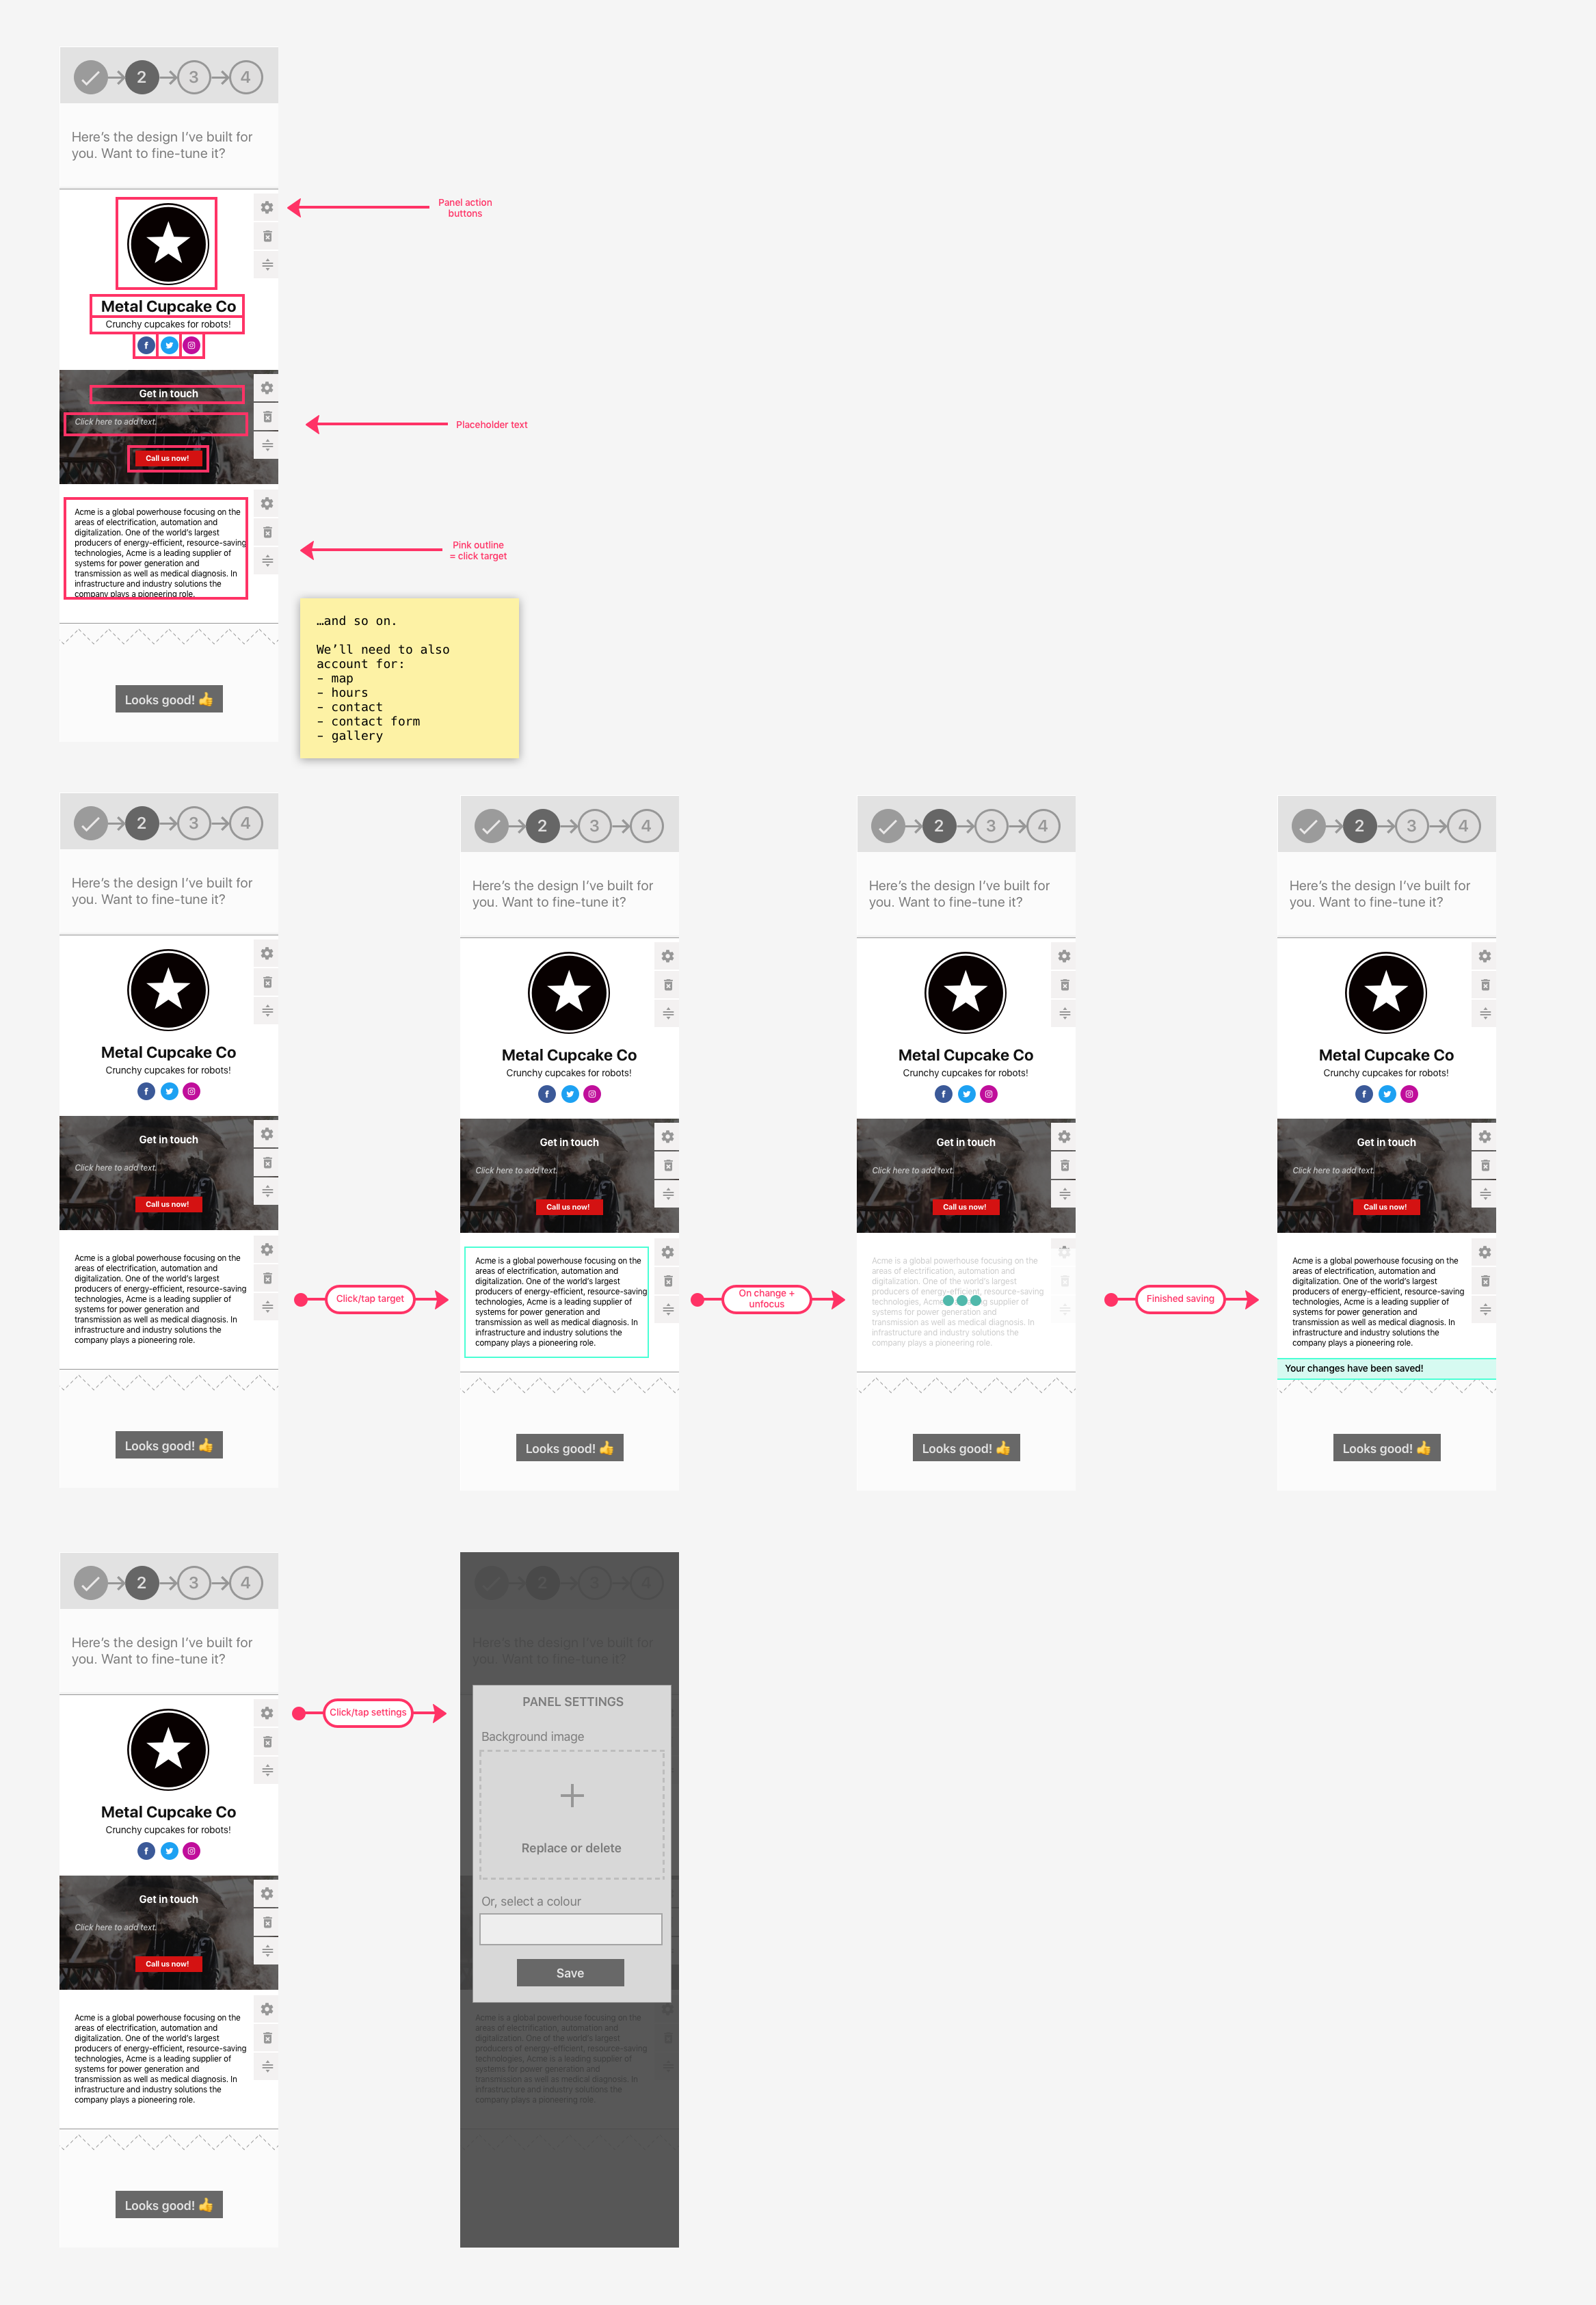 2
3
4
Here’s the design I’ve built for
you. Want to fine-tune it?
Panel action
buttons
Metal Cupcake Co
Crunchy cupcakes for robots!
Get in touch
Click here to add text.
Placeholder text
Call us now!
Acme is a global powerhouse focusing on the
areas of electrification, automation and
digitalization. One of the world’s largest
producers of energy-efficient, resource-saving
technologies, Acme is a leading supplier of
systems for power generation and
transmission as well as medical diagnosis. In
infrastructure and industry solutions the
company plays a pioneering role.
Pink outline
= click target
…and so on.
We’ll need to also
account for:
- map
- hours
- contact
- contact form
- gallery
Looks good! 👍
2
3
4
Here’s the design I’ve built for
you. Want to fine-tune it?
Metal Cupcake Co
Crunchy cupcakes for robots!
Get in touch
Click here to add text.
Call us now!
Acme is a global powerhouse focusing on the
areas of electrification, automation and
digitalization. One of the world’s largest
producers of energy-efficient, resource-saving
technologies, Acme is a leading supplier of
systems for power generation and
transmission as well as medical diagnosis. In
infrastructure and industry solutions the
company plays a pioneering role.
Looks good! 👍
Click/tap target
2
3
4
Here’s the design I’ve built for
you. Want to fine-tune it?
Metal Cupcake Co
Crunchy cupcakes for robots!
Get in touch
Click here to add text.
Call us now!
Acme is a global powerhouse focusing on the
areas of electrification, automation and
digitalization. One of the world’s largest
producers of energy-efficient, resource-saving
technologies, Acme is a leading supplier of
systems for power generation and
transmission as well as medical diagnosis. In
infrastructure and industry solutions the
company plays a pioneering role.
Looks good! 👍
On change +
unfocus
2
3
4
Here’s the design I’ve built for
you. Want to fine-tune it?
Metal Cupcake Co
Crunchy cupcakes for robots!
Get in touch
Click here to add text.
Call us now!
Acme is a global powerhouse focusing on the
areas of electrification, automation and
digitalization. One of the world’s largest
producers of energy-efficient, resource-saving
technologies, Acme supplier of
systems for power generation and
transmission as well as medical diagnosis. In
infrastructure and industry solutions the
company plays a pioneering role.
Looks good! 👍
Finished saving
2
3
4
Here’s the design I’ve built for
you. Want to fine-tune it?
Metal Cupcake Co
Crunchy cupcakes for robots!
Get in touch
Click here to add text.
Call us now!
Acme is a global powerhouse focusing on the
areas of electrification, automation and
digitalization. One of the world’s largest
producers of energy-efficient, resource-saving
technologies, Acme is a leading supplier of
systems for power generation and
transmission as well as medical diagnosis. In
infrastructure and industry solutions the
company plays a pioneering role.
Your changes have been saved!
Looks good! 👍
2
3
4
Here’s the design I’ve built for
you. Want to fine-tune it?
Metal Cupcake Co
Crunchy cupcakes for robots!
Get in touch
Click here to add text.
Call us now!
Acme is a global powerhouse focusing on the
areas of electrification, automation and
digitalization. One of the world’s largest
producers of energy-efficient, resource-saving
technologies, Acme is a leading supplier of
systems for power generation and
transmission as well as medical diagnosis. In
infrastructure and industry solutions the
company plays a pioneering role.
Looks good! 👍
Click/tap settings
2
3
4
Here’s the design I’ve built for
you. Want to fine-tune it?
PANEL SETTINGS
Background image
Replace or delete
Or, select a colour
Save
Acme is a global powerhouse focusing on the
areas of electrification, automation and
digitalization. One of the world’s largest
producers of energy-efficient, resource-saving
technologies, Acme is a leading supplier of
systems for power generation and
transmission as well as medical diagnosis. In
infrastructure and industry solutions the
company plays a pioneering role